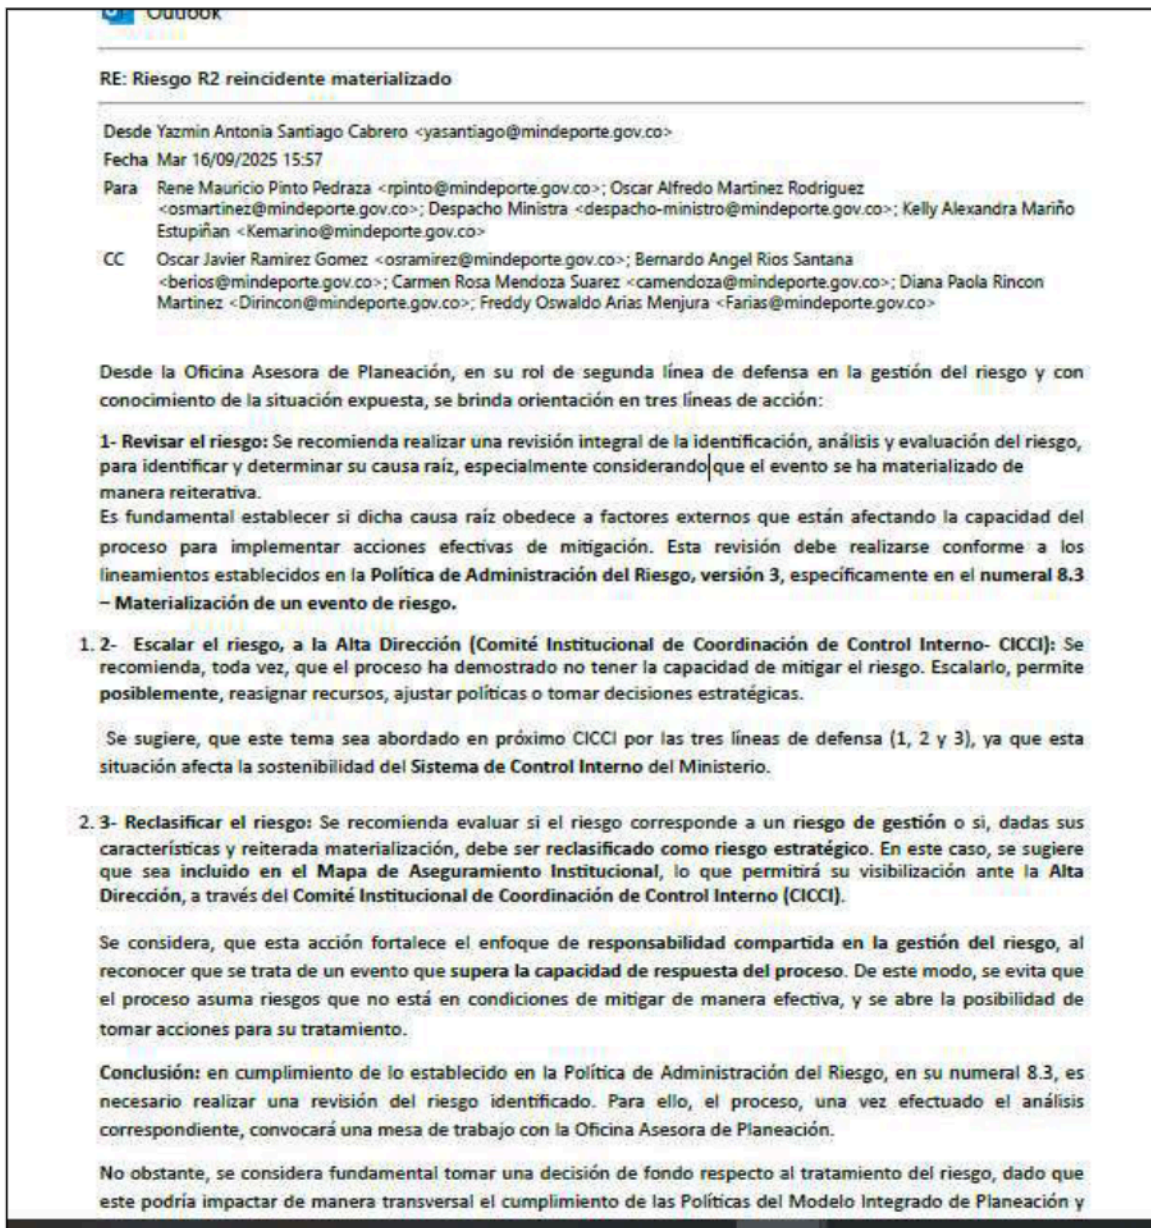 Outlook
RE: Riesgo R2 reincidente materializado
Desde Yazmin Antonia Santiago Cabrero <yasantiago@mindeporte.gov.co>
Fecha Mar 16/09/2025 15:57
Para Rene Mauricio Pinto Pedraza <rpinto@mindeporte.gov.co>; Oscar Alfredo Martinez Rodriguez
<osmartinez@mindeporte.gov.co>; Despacho Ministra <despacho-ministro@mindeporte.gov.co>; Kelly Alexandra Mariño
Estupiñan <Kemarino@mindeporte.gov.co>
CC Oscar Javier Ramirez Gomez <osramirez@mindeporte.gov.co>; Bernardo Angel Rios Santana
<berios@mindeporte.gov.co>; Carmen Rosa Mendoza Suarez <camendoza@mindeporte.gov.co>; Diana Paola Rincon
Martinez <Dirincon@mindeporte.gov.co>; Freddy Oswaldo Arias Menjura <Farias@mindeporte.gov.co>
Desde la Oficina Asesora de Planeación, en su rol de segunda línea de defensa en la gestión del riesgo y con
conocimiento de la situación expuesta, se brinda orientación en tres líneas de acción:
1- Revisar el riesgo: Se recomienda realizar una revisión integral de la identificación, análisis y evaluación del riesgo,
para identificar y determinar su causa raíz, especialmente considerando que el evento se ha materializado de
manera reiterativa.
Es fundamental establecer si dicha causa raíz obedece a factores externos que están afectando la capacidad del
proceso para implementar acciones efectivas de mitigación. Esta revisión debe realizarse conforme a los
lineamientos establecidos en la Política de Administración del Riesgo, versión 3, específicamente en el numeral 8.3
– Materialización de un evento de riesgo.
1. 2- Escalar el riesgo, a la Alta Dirección (Comité Institucional de Coordinación de Control Interno- CICCI): Se
recomienda, toda vez, que el proceso ha demostrado no tener la capacidad de mitigar el riesgo. Escalarlo, permite
posiblemente, reasignar recursos, ajustar políticas o tomar decisiones estratégicas.
Se sugiere, que este tema sea abordado en próximo CICCI por las tres líneas de defensa (1, 2 y 3), ya que esta
situación afecta la sostenibilidad del Sistema de Control Interno del Ministerio.
2. 3- Reclasificar el riesgo: Se recomienda evaluar si el riesgo corresponde a un riesgo de gestión o si, dadas sus
características y reiterada materialización, debe ser reclasificado como riesgo estratégico. En este caso, se sugiere
que sea incluido en el Mapa de Aseguramiento Institucional, lo que permitirá su visibilización ante la Alta
Dirección, a través del Comité Institucional de Coordinación de Control Interno (CICCI).
Se considera, que esta acción fortalece el enfoque de responsabilidad compartida en la gestión del riesgo, al
reconocer que se trata de un evento que supera la capacidad de respuesta del proceso. De este modo, se evita que
el proceso asuma riesgos que no está en condiciones de mitigar de manera efectiva, y se abre la posibilidad de
tomar acciones para su tratamiento.
Conclusión: en cumplimiento de lo establecido en la Política de Administración del Riesgo, en su numeral 8.3, es
necesario realizar una revisión del riesgo identificado. Para ello, el proceso, una vez efectuado el análisis
correspondiente, convocará una mesa de trabajo con la Oficina Asesora de Planeación.
No obstante, se considera fundamental tomar una decisión de fondo respecto al tratamiento del riesgo, dado que
este podría impactar de manera transversal el cumplimiento de las Políticas del Modelo Integrado de Planeación y